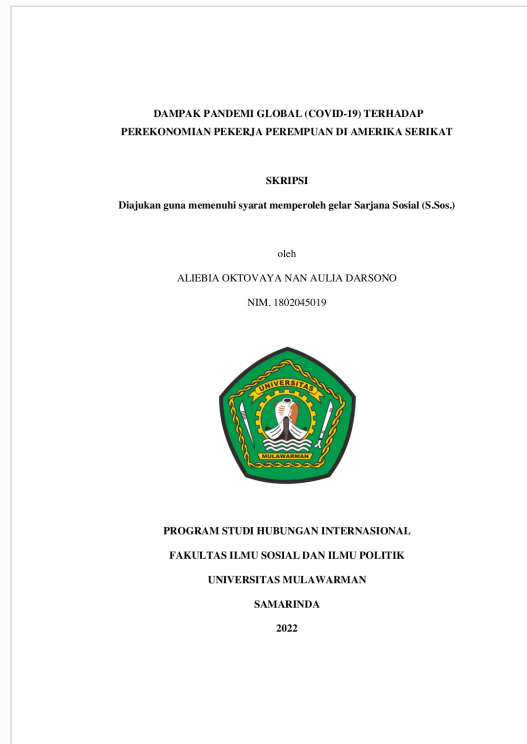 DAMPAK PANDEMI GLOBAL (COVID-19) TERHADAP
PEREKONOMIAN PEKERJA PEREMPUAN DI AMERIKA SERIKAT
SKRIPSI
Diajukan guna memenuhi syarat memperoleh gelar Sarjana Sosial (S.Sos.)
oleh
ALIEBIA OKTOVAYA NAN AULIA DARSONO
NIM. 1802045019
UNIVERSITAS
MULAWARMAN
PROGRAM STUDI HUBUNGAN INTERNASIONAL
FAKULTAS ILMU SOSIAL DAN ILMU POLITIK
UNIVERSITAS MULAWARMAN
SAMARINDA
2022